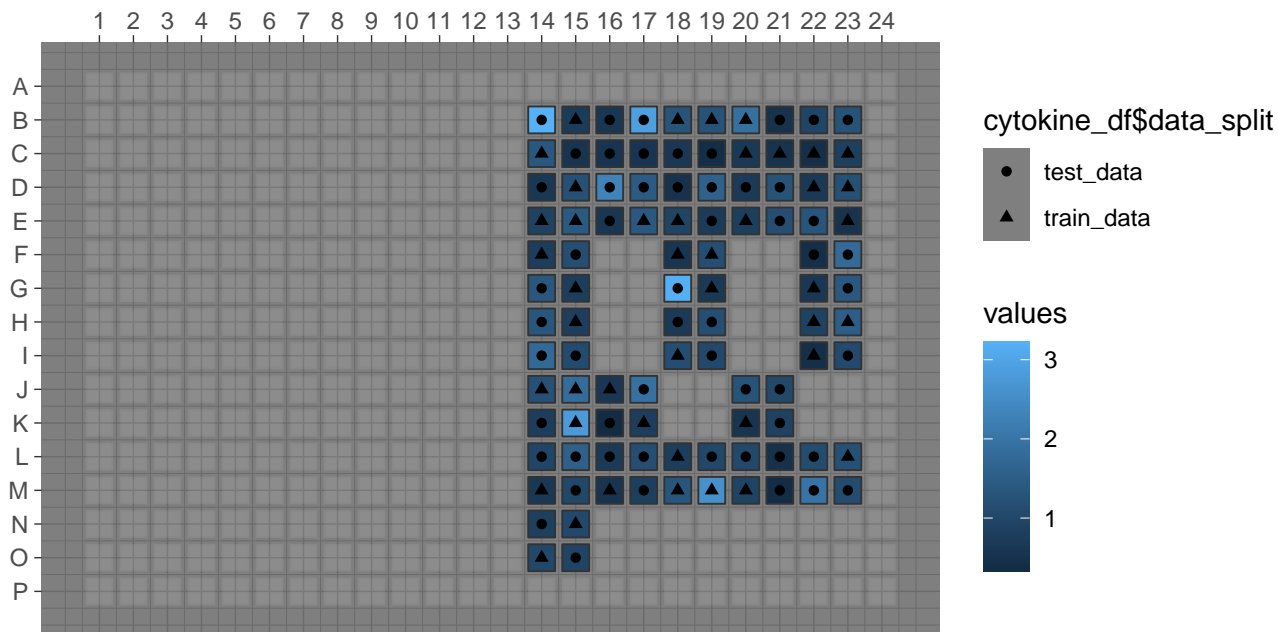 1 2 3 4 5 6 7 8 9 10 11 12 13 14 15 16 17 18 19 20 21 22 23 24
A
B
C
D
E
F
G
H
I
J
K
L
M
N
O
P
cytokine_df$data_split
test_data
train_data
values
3
2
1